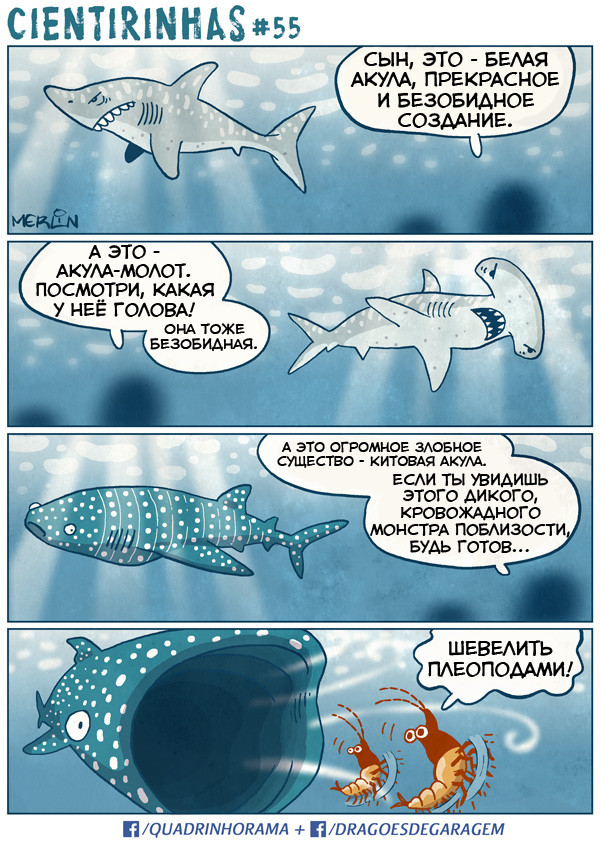 CIENTIRINHAS #55
СЫН, ЭТО - БЕЛАЯ
АКУЛА, ПРЕКРАСНОЕ
И БЕЗОБИДНОЕ
СОЗДАНИЕ.
MERLIN
А ЭТО -
АКУЛА-МОЛОТ.
ПОСМОТРИ, КАКАЯ
У НЕЁ ГОЛОВА!
ОНА ТОЖЕ
БЕЗОБИДНАЯ.
А ЭТО ОГРОМНОЕ ЗЛОБНОЕ
СУЩЕСТВО - КИТОВАЯ АКУЛА.
ЕСЛИ ТЫ УВИДИШЬ
ЭТОГО ДИКОГО,
КРОВОЖАДНОГО
МОНСТРА ПОБЛИЗОСТИ,
БУДЬ ГОТОВ...
ШЕВЕЛИТЬ
ПЛЕОПОДАМИ!
f/QUADRINHORAMA + f/DRAGOESDEGARAGEM